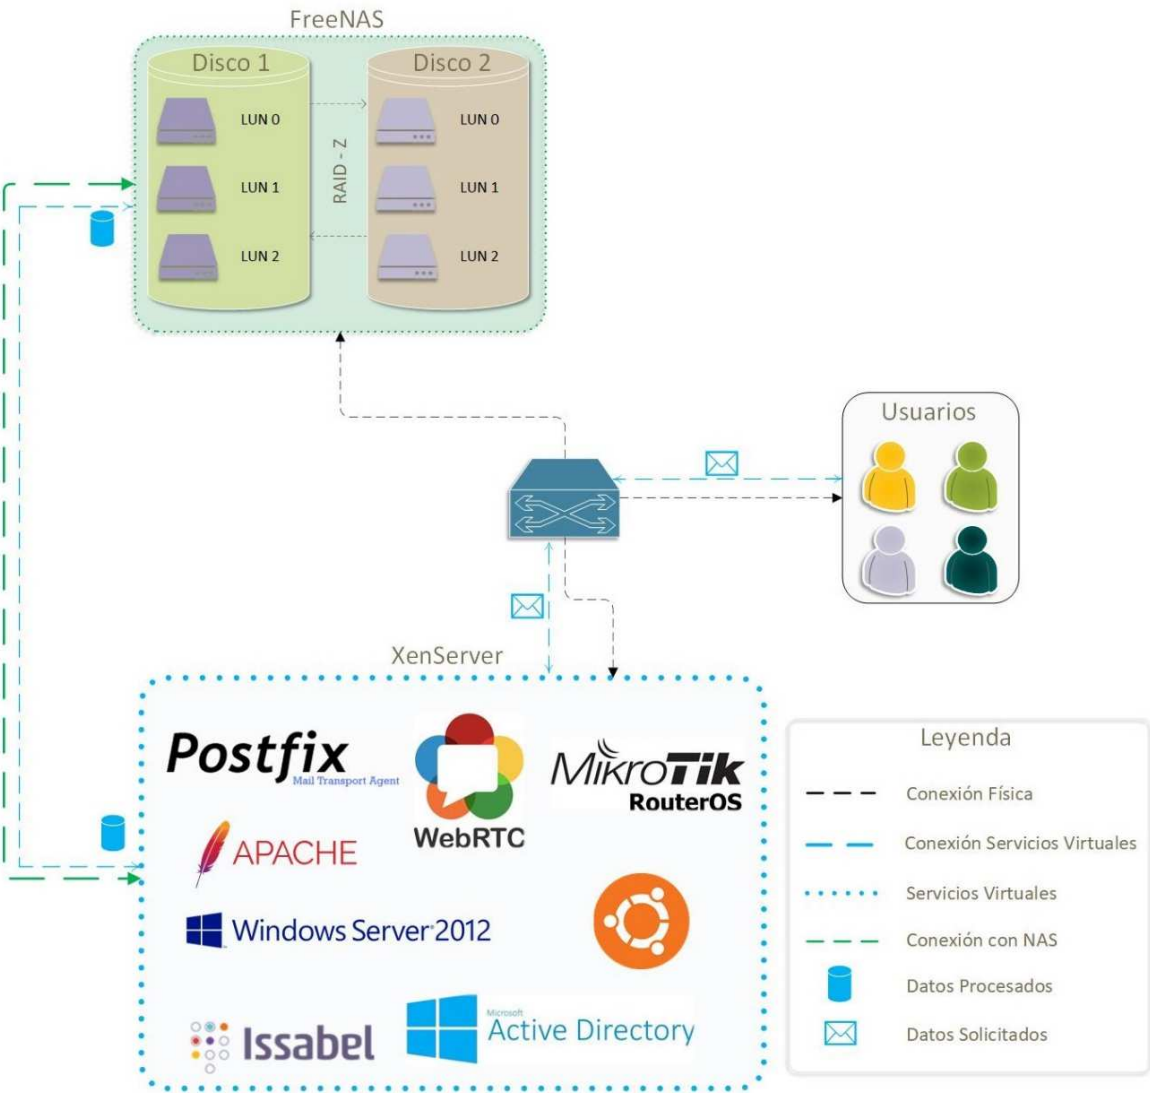 FreeNAS
Disco 1
Disco 2
LUN 0
LUN 0
RAID - Z
LUN 1
LUN 1
LUN 2
LUN 2
Usuarios
XenServer
Postfix
Mail Transport Agent
WebRTC
MikroTik
RouterOS
APACHE
Windows Server 2012
Issabel
Microsoft
Active Directory
Leyenda
Conexión Física
Conexión Servicios Virtuales
Servicios Virtuales
Conexión con NAS
Datos Procesados
Datos Solicitados